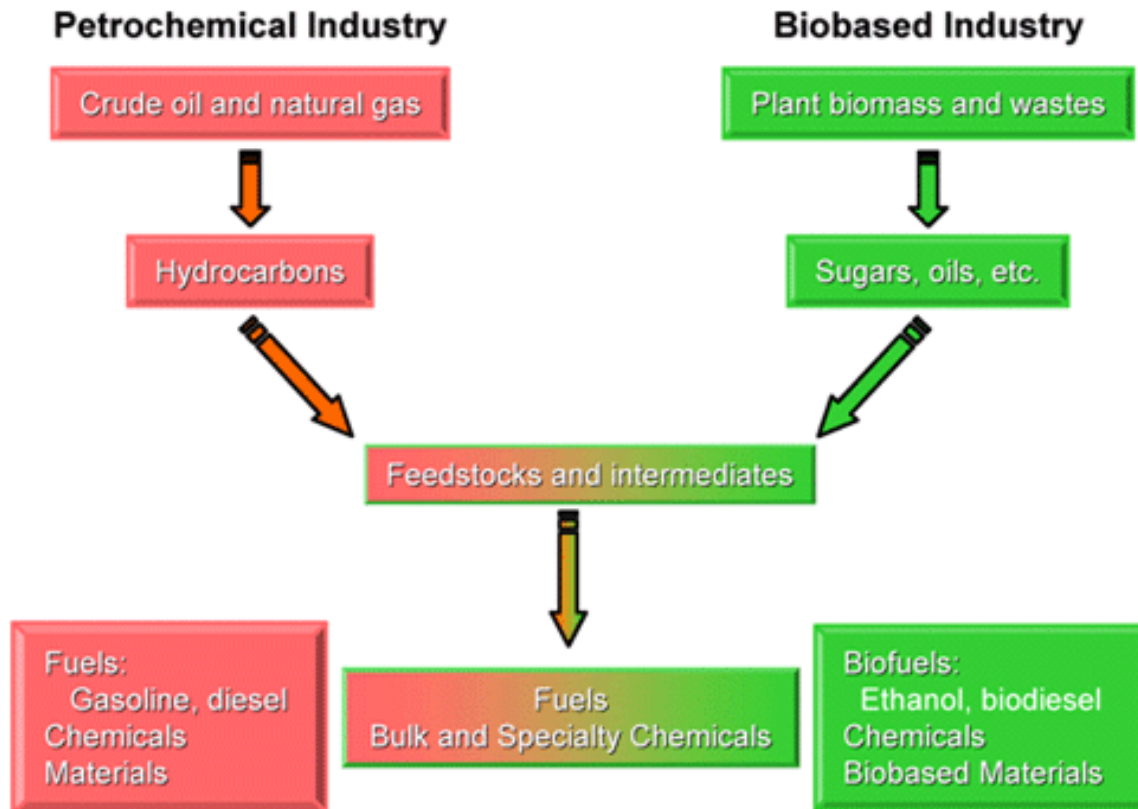 Petrochemical Industry
Biobased Industry
Crude oil and natural gas
Plant biomass and wastes
Hydrocarbons
Sugars, oils, etc.
Feedstocks and intermediates
Fuels:
Gasoline, diesel
Chemicals
Materials
Fuels
Bulk and Specialty Chemicals
Biofuels:
Ethanol, biodiesel
Chemicals
Biobased Materials